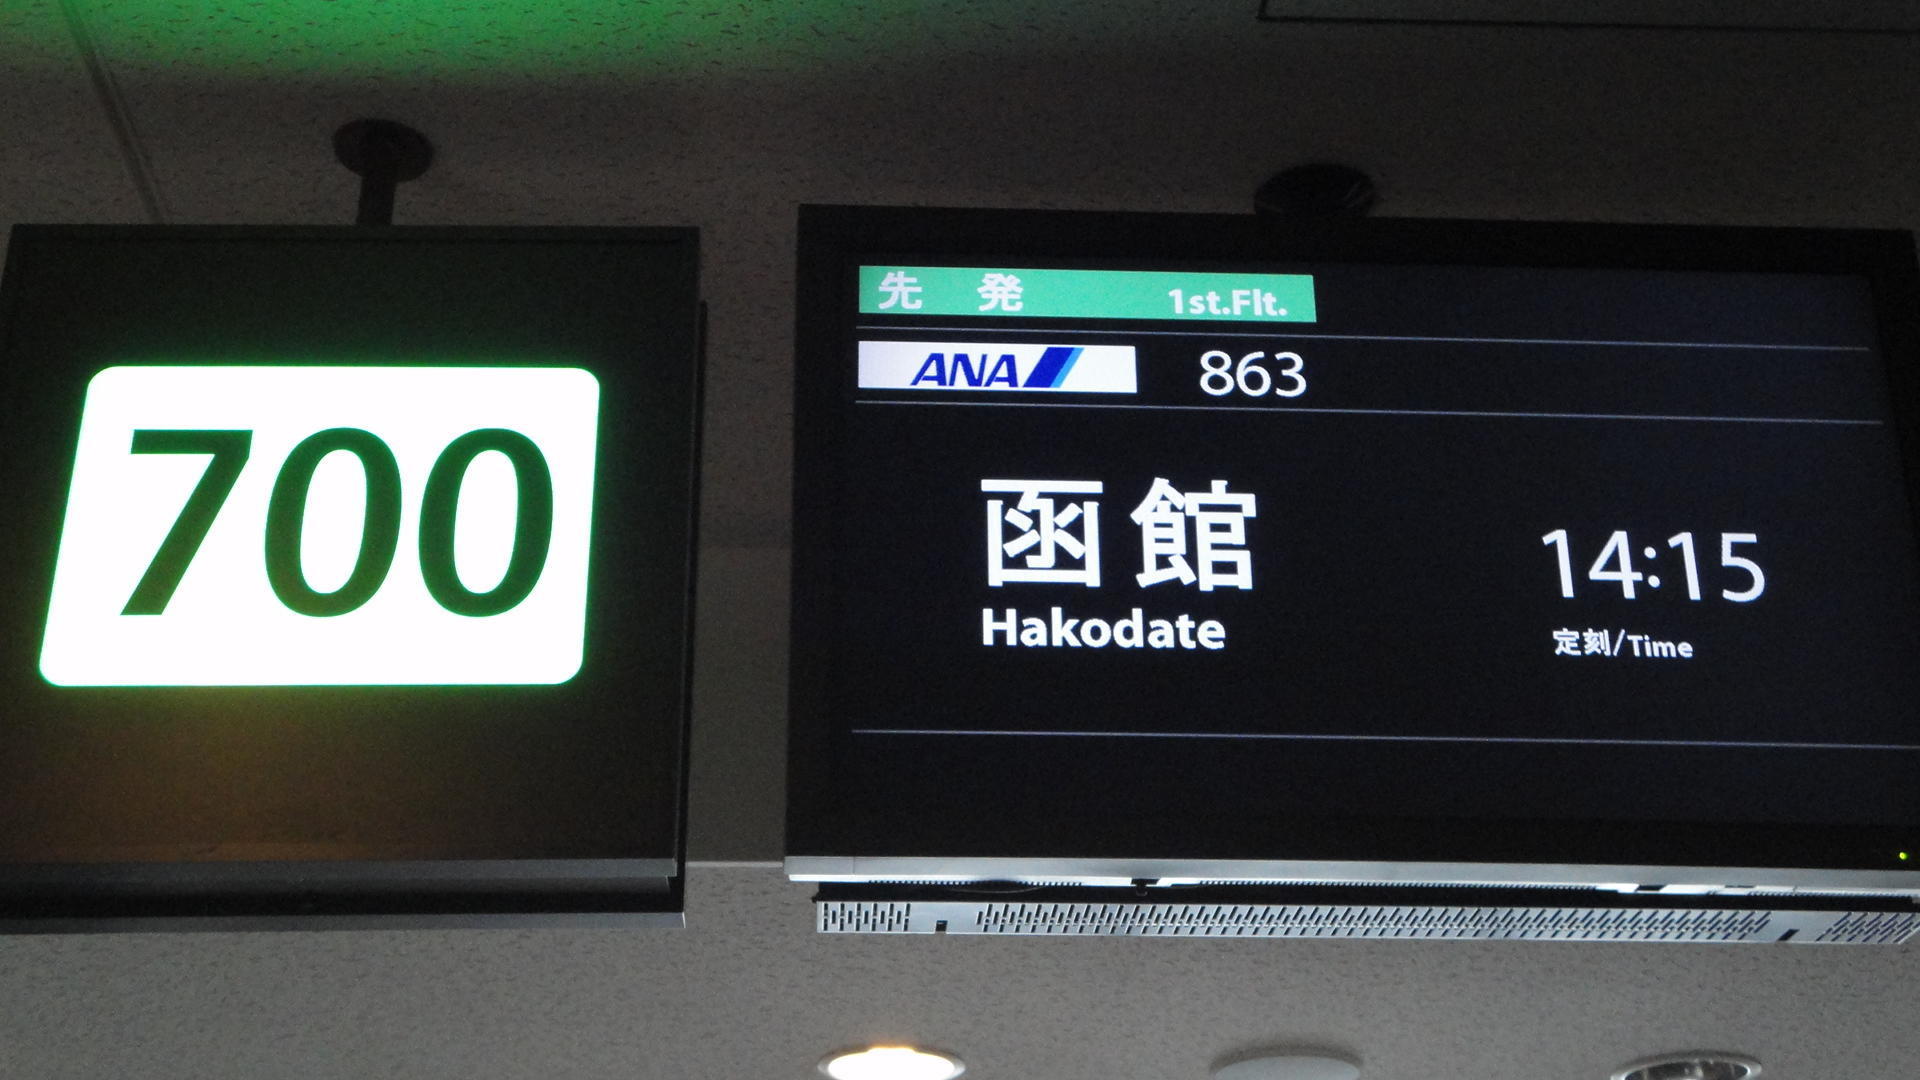 700
先 発 1st.Flt.
ANA 863
函館
Hakodate
14:15
定刻/Time